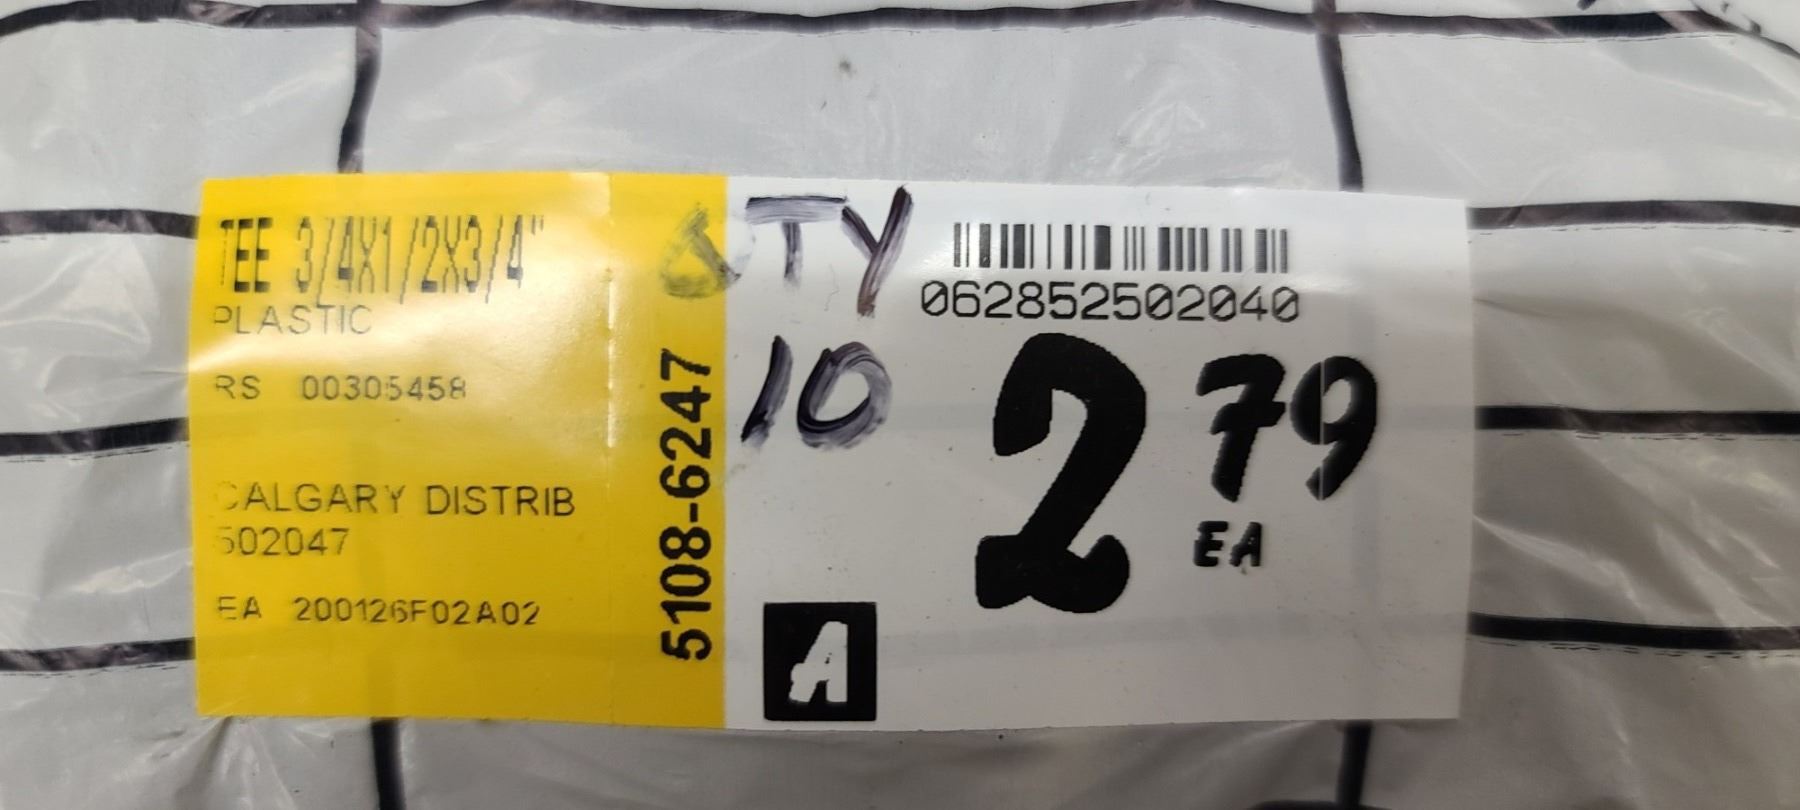 TEE 3/4X1/2X3/4"
PLASTIC
RS 00305458
CALGARY DISTRIB
502047
EA 200126F02A02
5108-6247
QTY
10
062852502040
2 79
EA
A